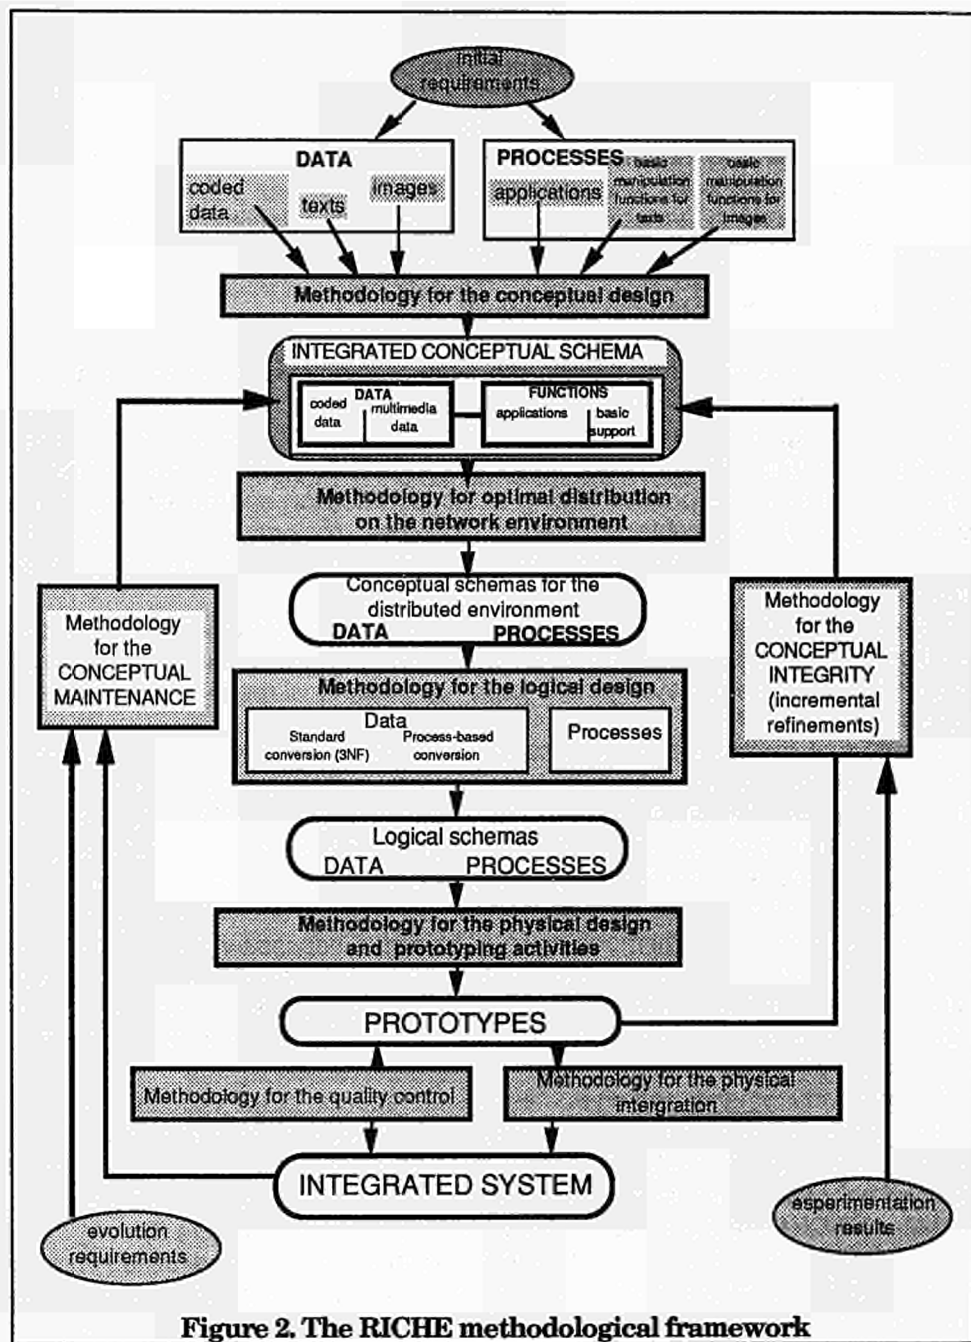 initial
requirements
DATA
coded
data
texts
images
PROCESSES
applications
basic
manipulation
functions for
texts
basic
manipulation
functions for
images
Methodology for the conceptual design
INTEGRATED CONCEPTUAL SCHEMA
DATA
coded
data
multimedia
data
FUNCTIONS
applications
basic
support
Methodology for optimal distribution
on the network environment
Conceptual schemas for the
distributed environment
DATA PROCESSES
Methodology
for the
CONCEPTUAL
MAINTENANCE
Methodology
for the
CONCEPTUAL
INTEGRITY
(incremental
refinements)
Methodology for the logical design
Data
Standard
conversion (3NF)
Process-based
conversion
Processes
Logical schemas
DATA PROCESSES
Methodology for the physical design
and prototyping activities
PROTOTYPES
Methodology for the quality control
Methodology for the physical
intergration
INTEGRATED SYSTEM
evolution
requirements
esperimentation
results
Figure 2. The RICHE methodological framework